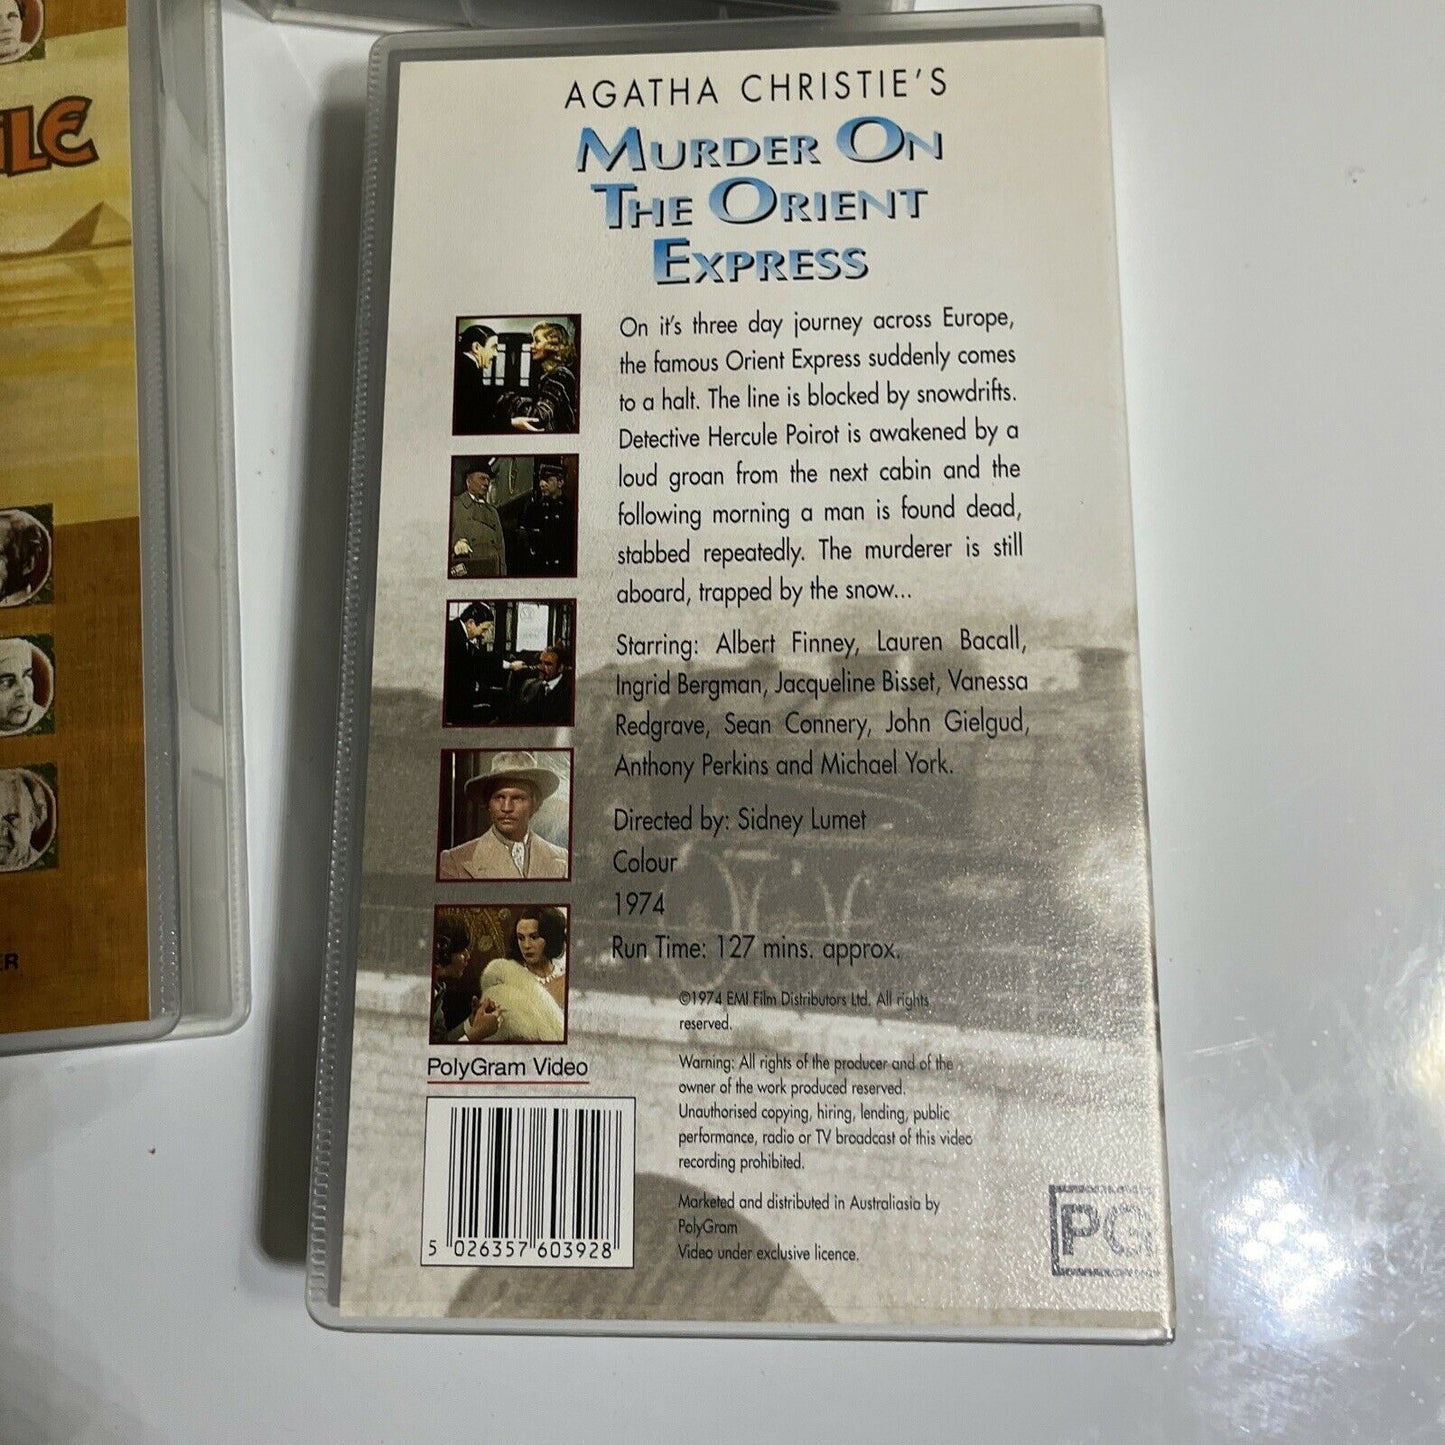 ILE
ER
AGATHA CHRISTIE'S
MURDER ON
THE ORIENT
EXPRESS
On it's three day journey across Europe,
the famous Orient Express suddenly comes
to a halt. The line is blocked by snowdrifts.
Detective Hercule Poirot is awakened by a
loud groan from the next cabin and the
following morning a man is found dead,
stabbed repeatedly. The murderer is still
aboard, trapped by the snow...
Starring: Albert Finney, Lauren Bacall,
Ingrid Bergman, Jacqueline Bisset, Vanessa
Redgrave, Sean Connery, John Gielgud,
Anthony Perkins and Michael York.
Directed by: Sidney Lumet
Colour
1974
Run Time: 127 mins. approx.
©1974 EMI Film Distributors Ltd. All rights
reserved.
Warning: All rights of the producer and of the
owner of the work produced reserved.
Unauthorised copying, hiring, lending, public
performance, radio or TV broadcast of this video
recording prohibited.
Marketed and distributed in Australiasia by
PolyGram
Video under exclusive licence.
PolyGram Video
5 026357 603928
PG